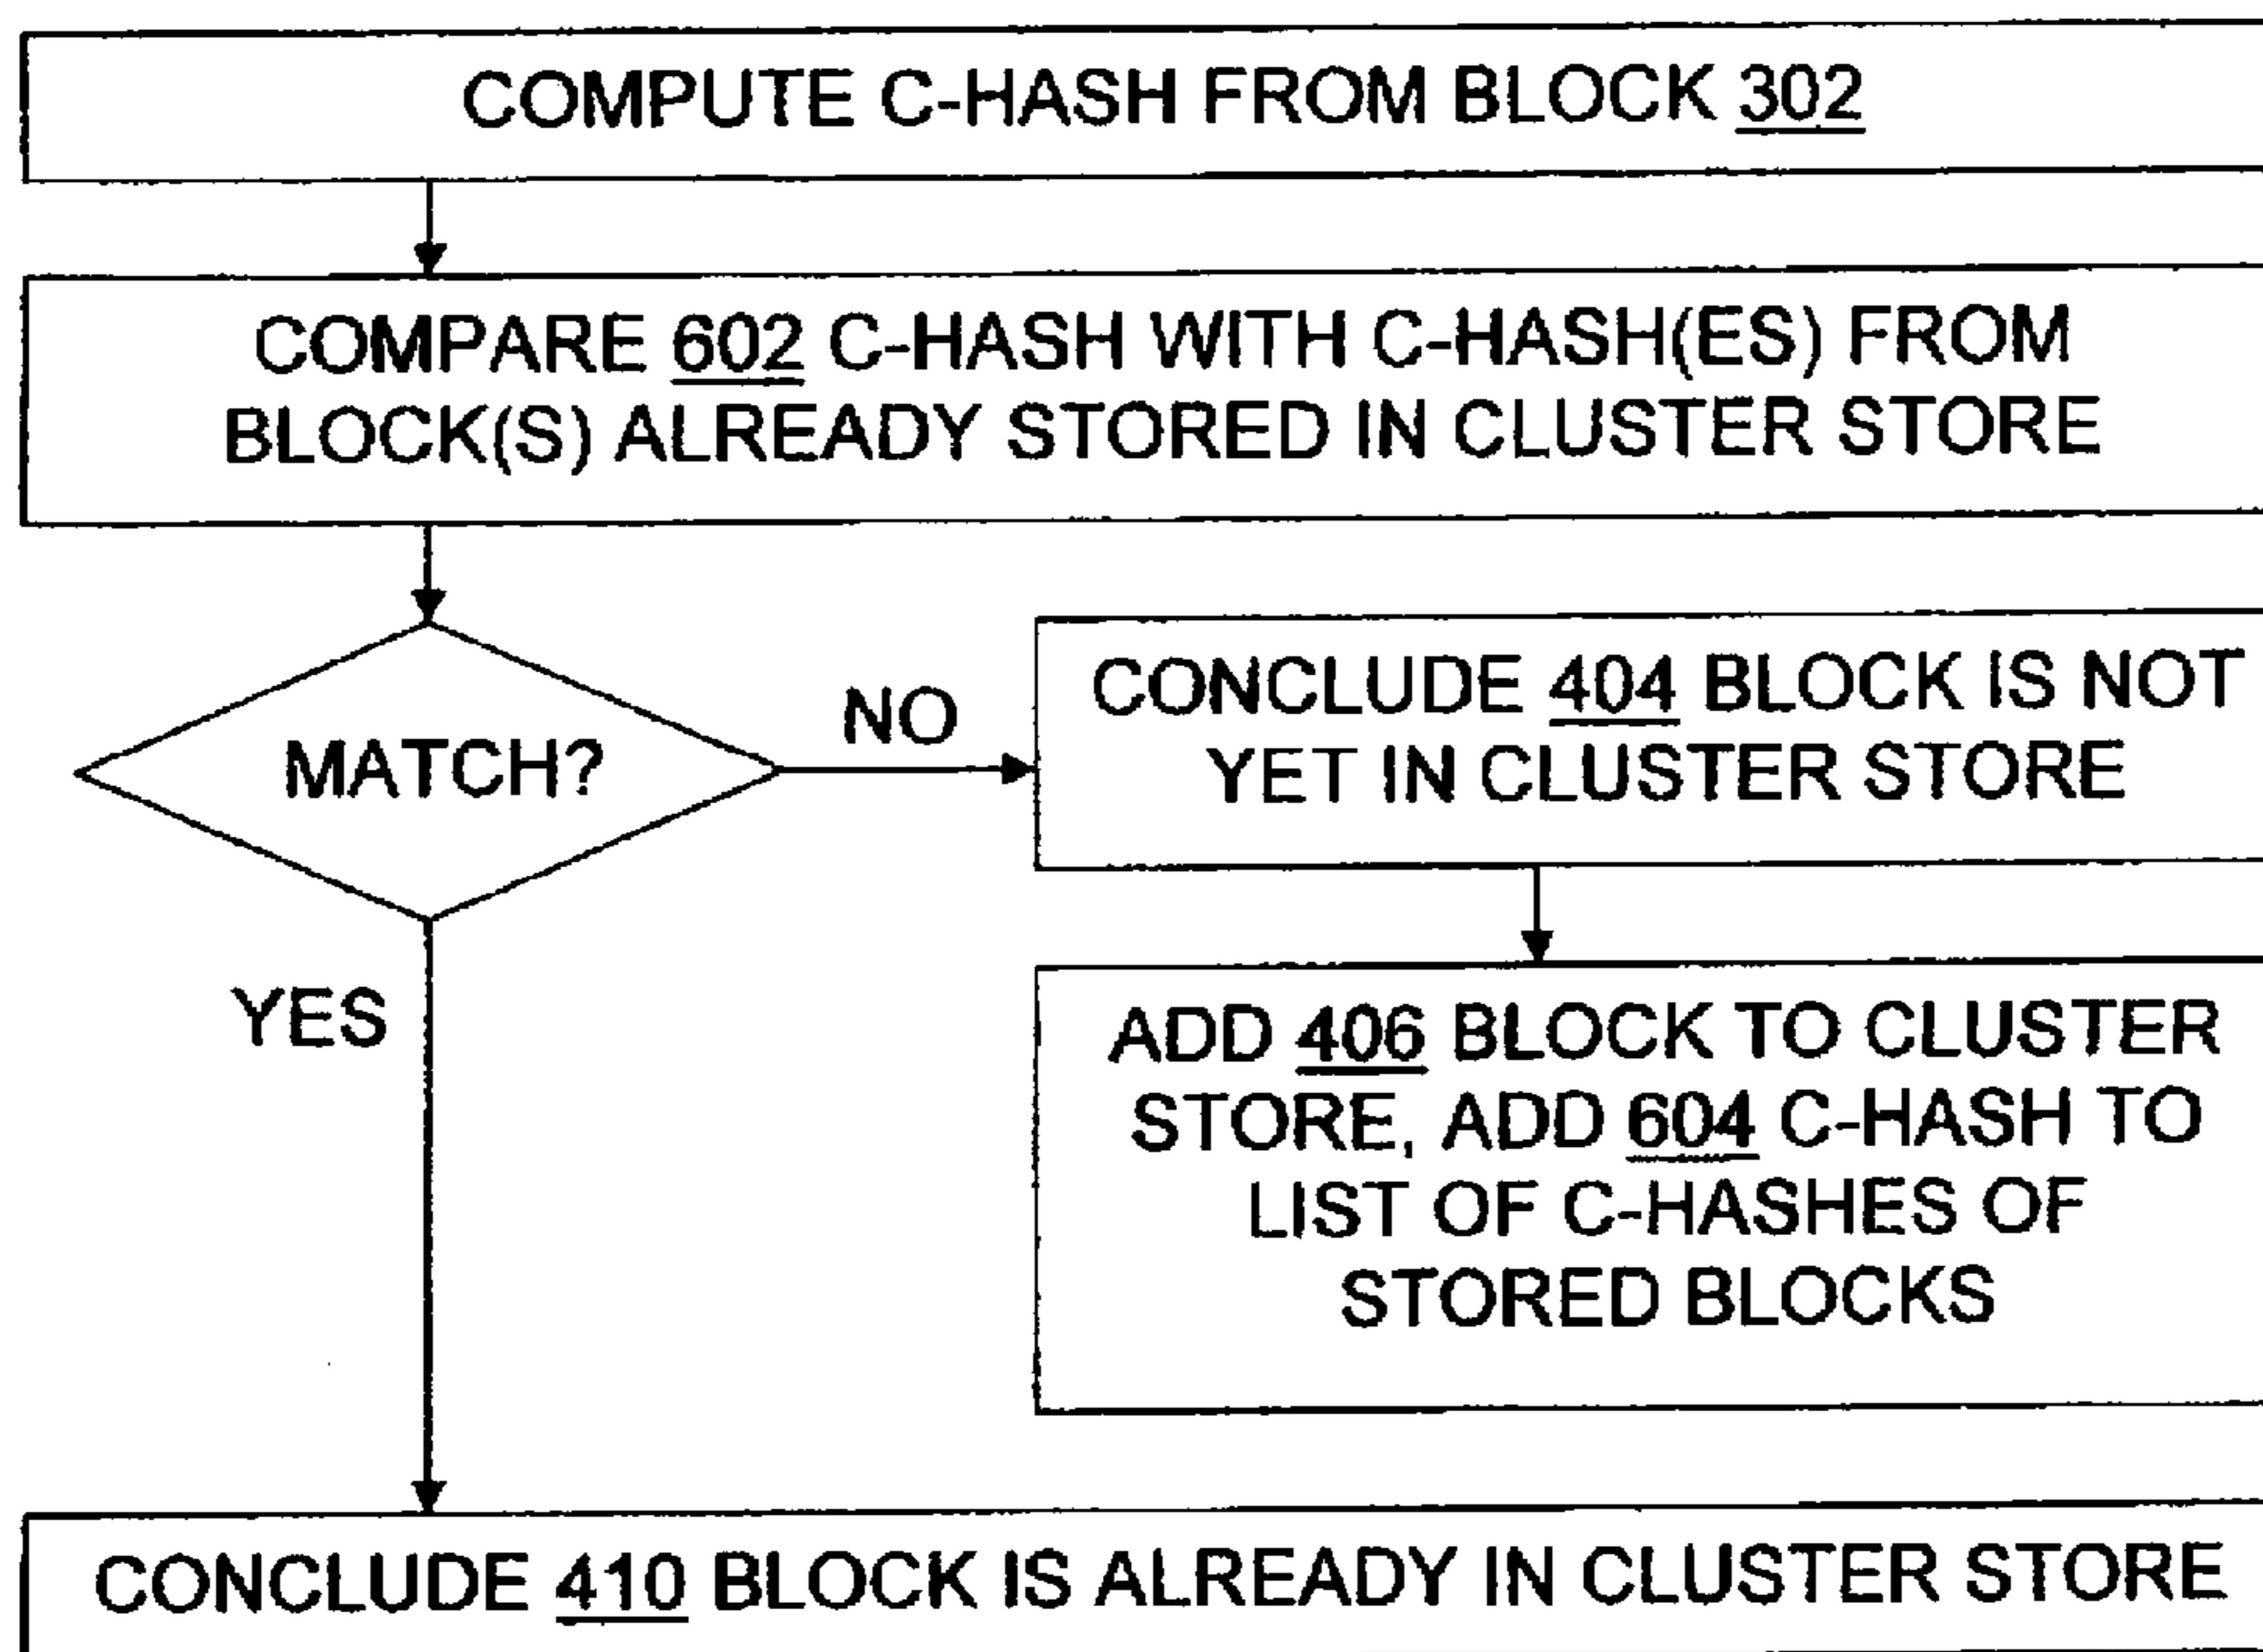 COMPUTE C-HASH FROM BLOCK 302
COMPARE 602 C-HASH WITH C-HASH(ES) FROM
BLOCK(S) ALREADY STORED IN CLUSTER STORE
MATCH?
NO
CONCLUDE 404 BLOCK IS NOT
YET IN CLUSTER STORE
YES
ADD 406 BLOCK TO CLUSTER
STORE, ADD 604 C-HASH TO
LIST OF C-HASHES OF
STORED BLOCKS
CONCLUDE 410 BLOCK IS ALREADY IN CLUSTER STORE